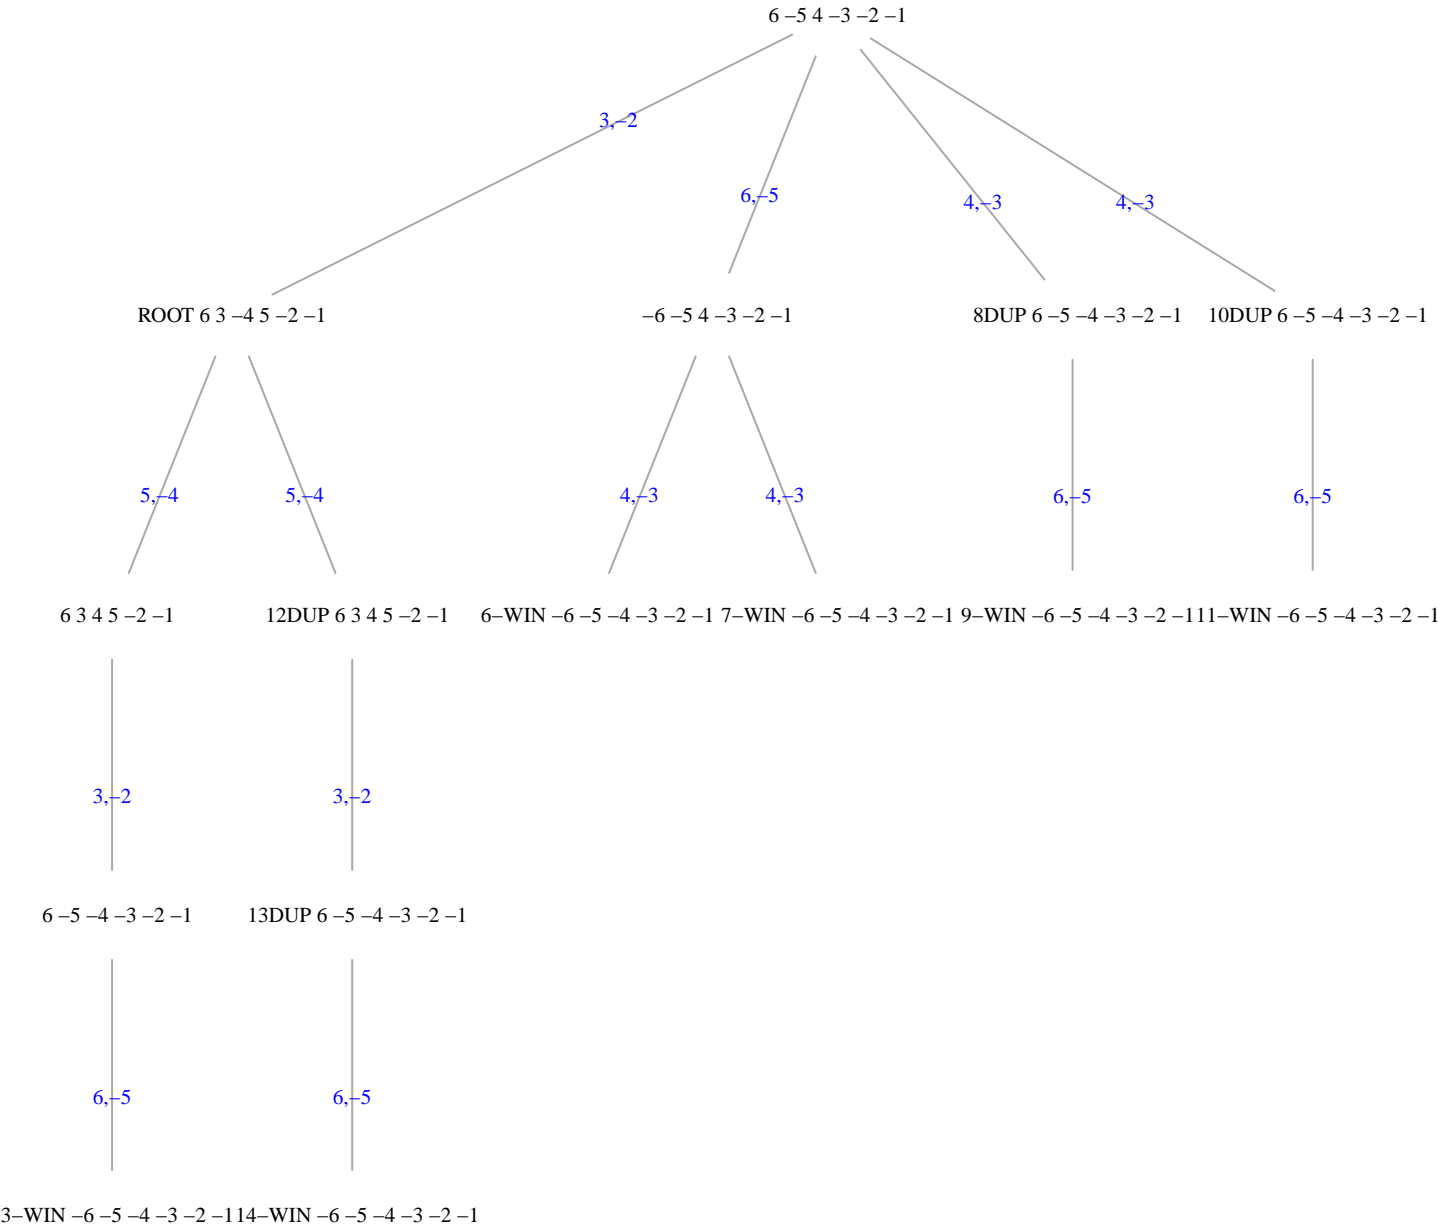 6 –5 4 –3 –2 –1
3,–2
6,–5
4,–3
4,–3
ROOT 6 3 –4 5 –2 –1
–6 –5 4 –3 –2 –1
8DUP 6 –5 –4 –3 –2 –1
10DUP 6 –5 –4 –3 –2 –1
5,–4
5,–4
4,–3
4,–3
6,–5
6,–5
6 3 4 5 –2 –1
12DUP 6 3 4 5 –2 –1
6–WIN –6 –5 –4 –3 –2 –1
7–WIN –6 –5 –4 –3 –2 –1
9–WIN –6 –5 –4 –3 –2 –1
11–WIN –6 –5 –4 –3 –2 –1
3,–2
3,–2
6 –5 –4 –3 –2 –1
13DUP 6 –5 –4 –3 –2 –1
6,–5
6,–5
3–WIN –6 –5 –4 –3 –2 –1
14–WIN –6 –5 –4 –3 –2 –1